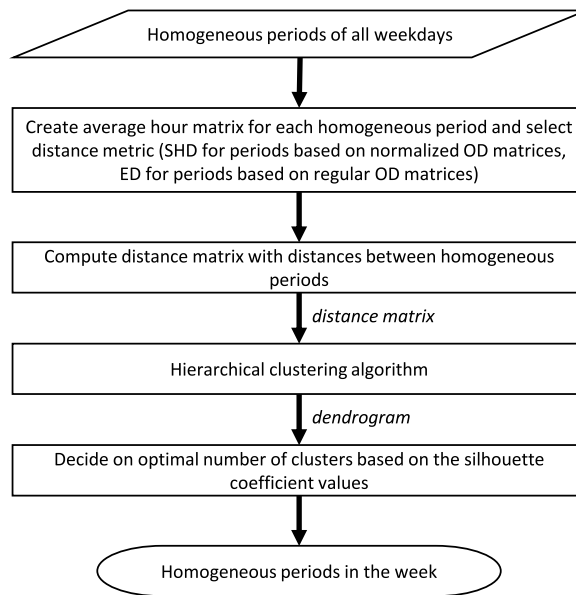 Homogeneous periods of all weekdays
Create average hour matrix for each homogeneous period and select
distance metric (SHD for periods based on normalized OD matrices,
ED for periods based on regular OD matrices)
Compute distance matrix with distances between homogeneous
periods
distance matrix
Hierarchical clustering algorithm
dendrogram
Decide on optimal number of clusters based on the silhouette
coefficient values
Homogeneous periods in the week